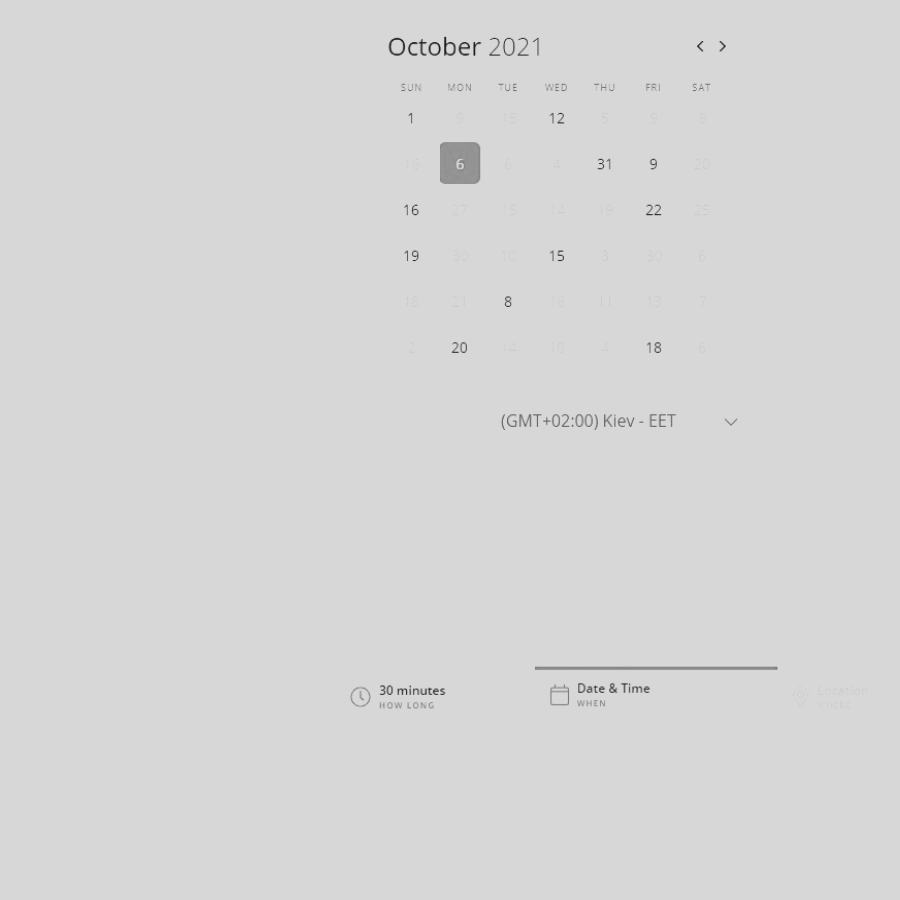 October 2021
SUN MON TUE WED THU FRI SAT
1 9 15 12 5 9 8
16 6 6 4 31 9 20
16 27 15 14 19 22 25
19 30 10 15 3 30 6
18 21 8 16 11 13 7
2 20 14 10 4 18 6
(GMT+02:00) Kiev - EET
30 minutes Date & Time Location
HOW LONG WHEN